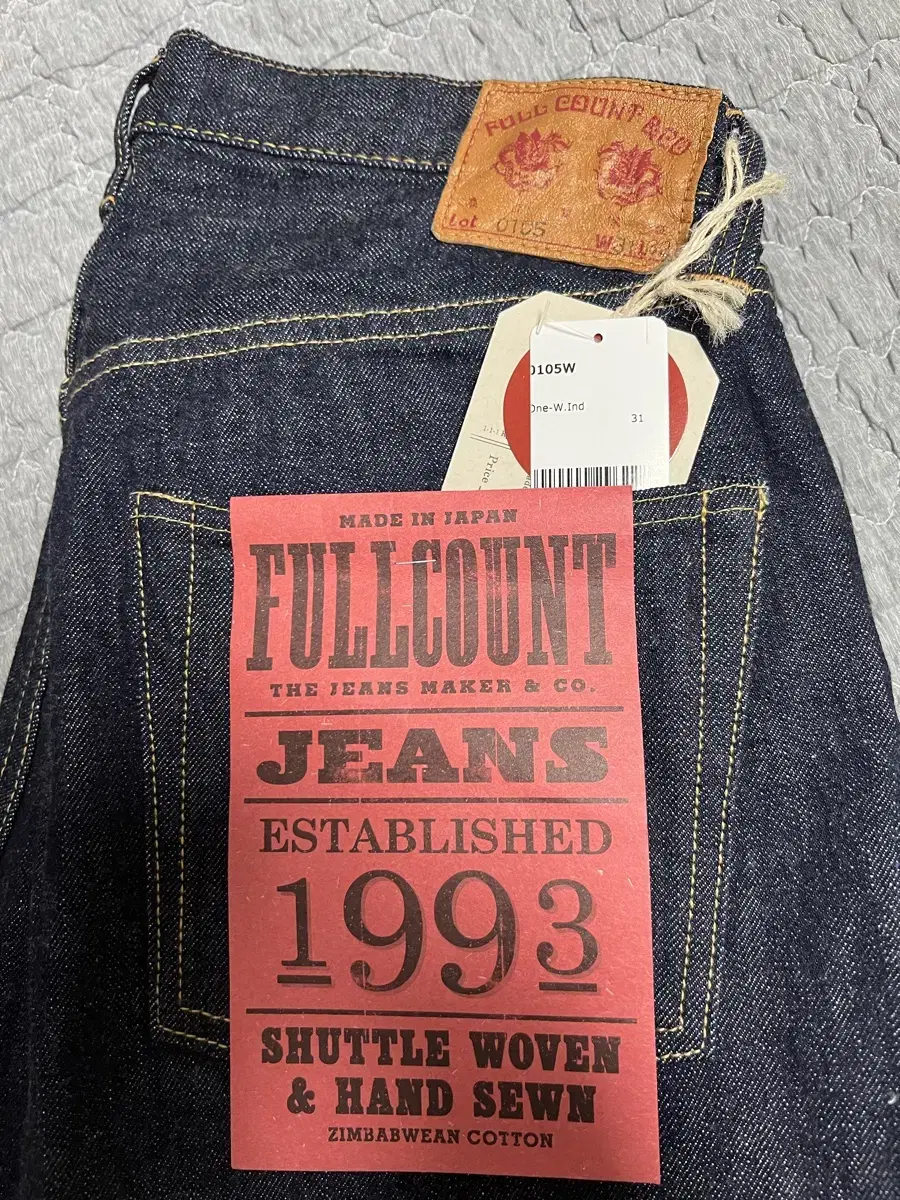 FULL COUNT & CO
Lot 0105 W31
0105W
One-W.Ind
31
Price
MADE IN JAPAN
FULLCOUNT
THE JEANS MAKER & CO.
JEANS
ESTABLISHED
1993
SHUTTLE WOVEN
& HAND SEWN
ZIMBABWEAN COTTON